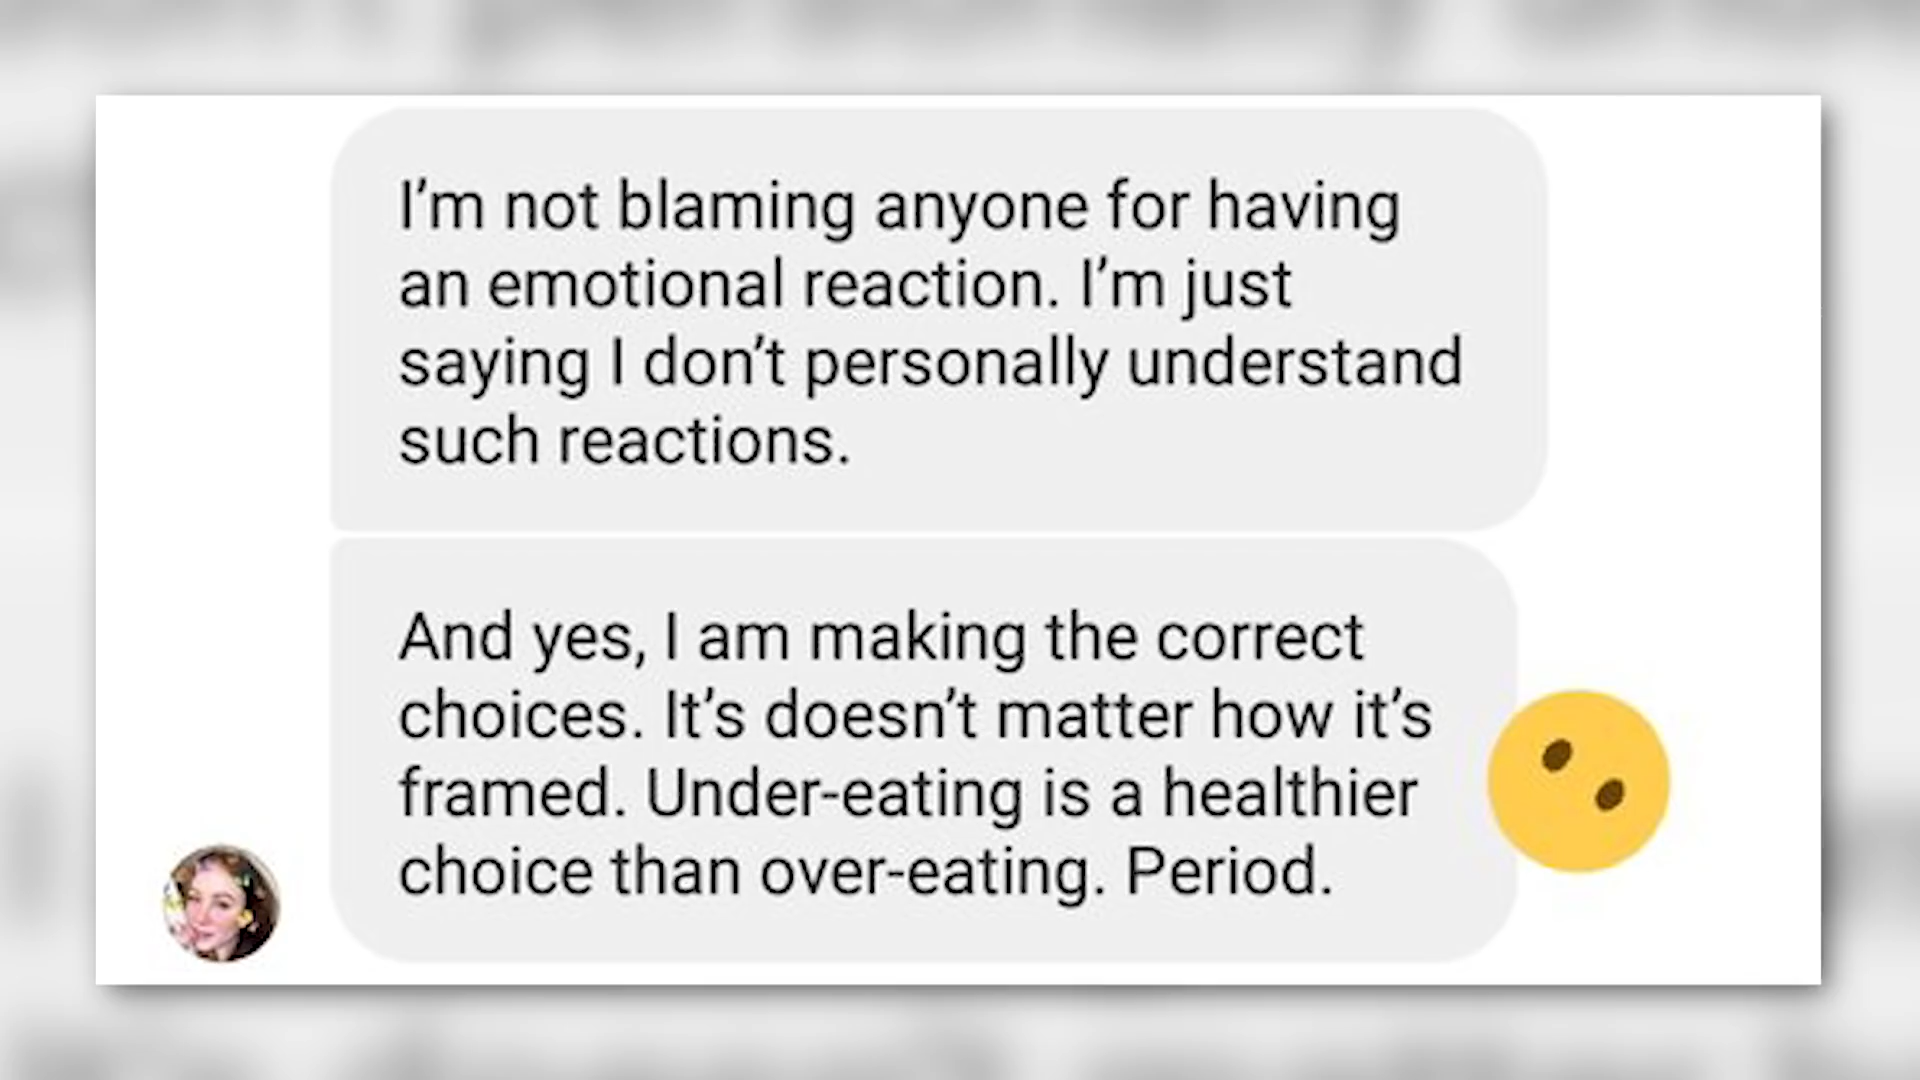 I’m not blaming anyone for having
an emotional reaction. I’m just
saying I don’t personally understand
such reactions.
And yes, I am making the correct
choices. It’s doesn’t matter how it’s
framed. Under-eating is a healthier
choice than over-eating. Period.